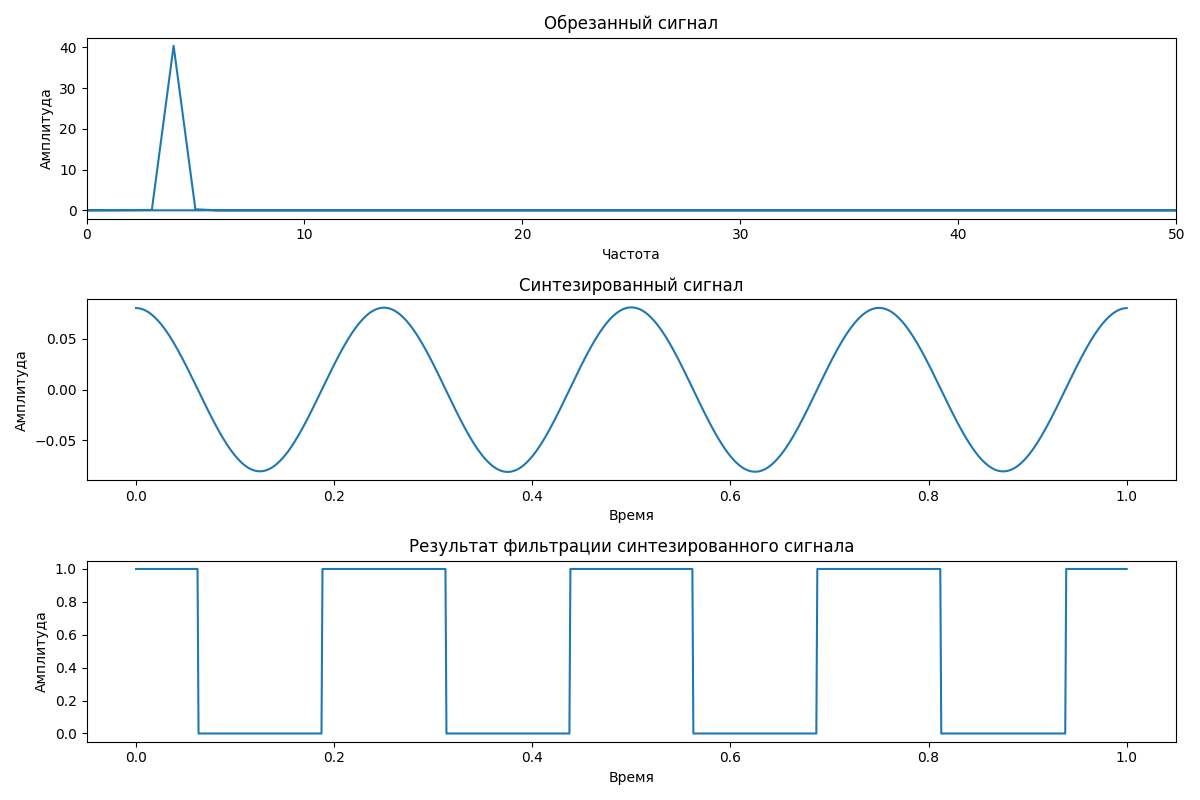 Обрезанный сигнал
Амплитуда
40
30
20
10
0
0 10 20 30 40 50
Частота
Синтезированный сигнал
Амплитуда
0.05
0.00
−0.05
0.0 0.2 0.4 0.6 0.8 1.0
Время
Результат фильтрации синтезированного сигнала
Амплитуда
1.0
0.8
0.6
0.4
0.2
0.0
0.0 0.2 0.4 0.6 0.8 1.0
Время